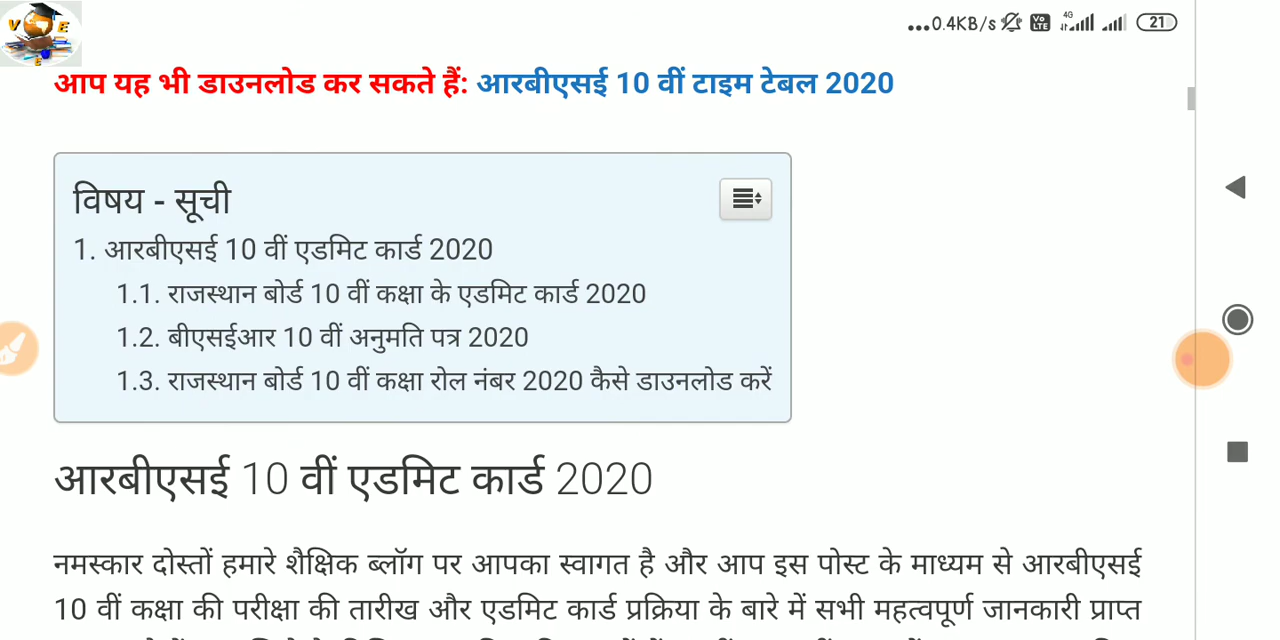 V E
E
...0.4KB/s Vo LTE 4G 21
आप यह भी डाउनलोड कर सकते हैं: आरबीएसई 10 वीं टाइम टेबल 2020
विषय - सूची
1. आरबीएसई 10 वीं एडमिट कार्ड 2020
1.1. राजस्थान बोर्ड 10 वीं कक्षा के एडमिट कार्ड 2020
1.2. बीएसईआर 10 वीं अनुमति पत्र 2020
1.3. राजस्थान बोर्ड 10 वीं कक्षा रोल नंबर 2020 कैसे डाउनलोड करें
आरबीएसई 10 वीं एडमिट कार्ड 2020
नमस्कार दोस्तों हमारे शैक्षिक ब्लॉग पर आपका स्वागत है और आप इस पोस्ट के माध्यम से आरबीएसई
10 वीं कक्षा की परीक्षा की तारीख और एडमिट कार्ड प्रक्रिया के बारे में सभी महत्वपूर्ण जानकारी प्राप्त